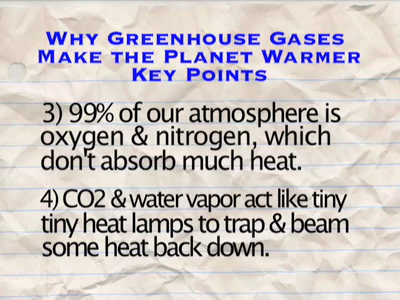 Why Greenhouse Gases
Make the Planet Warmer
Key Points
3) 99% of our atmosphere is
oxygen & nitrogen, which
don't absorb much heat.
4) CO2 & water vapor act like tiny
tiny heat lamps to trap & beam
some heat back down.